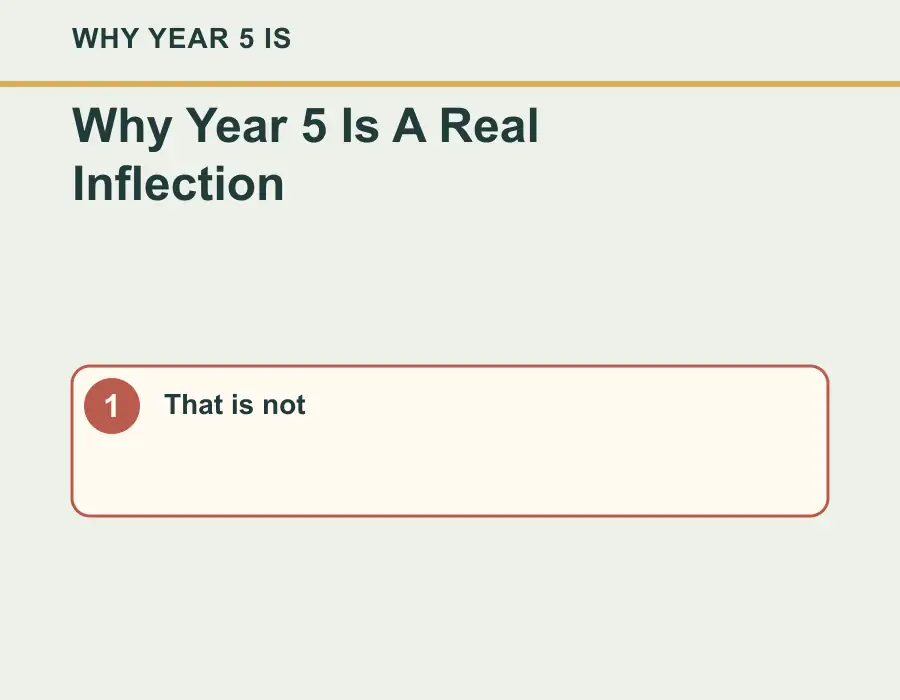 WHY YEAR 5 IS
Why Year 5 Is A Real
Inflection
1
That is not